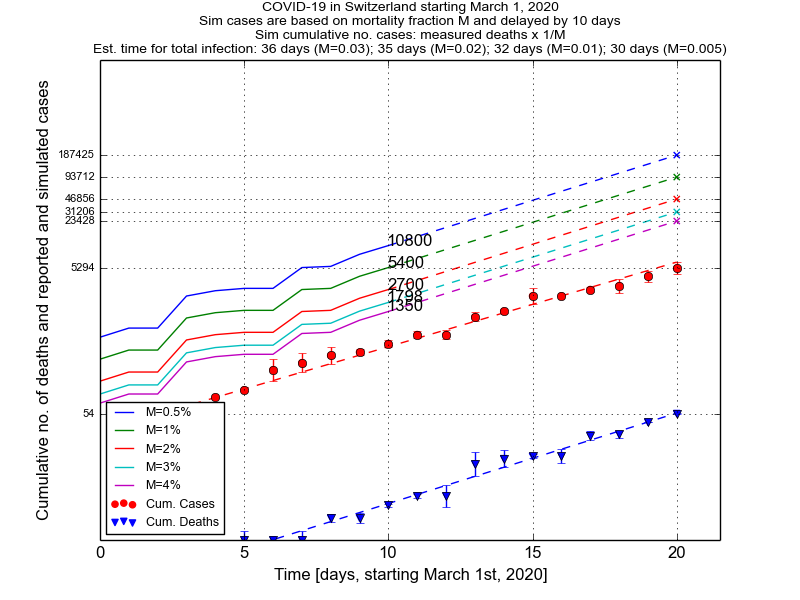 COVID-19 in Switzerland starting March 1, 2020
Sim cases are based on mortality fraction M and delayed by 10 days
Sim cumulative no. cases: measured deaths x 1/M
Est. time for total infection: 36 days (M=0.03); 35 days (M=0.02); 32 days (M=0.01); 30 days (M=0.005)
Cumulative no. of deaths and reported and simulated cases
187425
93712
46856
31206
23428
5294
54
10800
5400
2700
1798
1350
M=0.5%
M=1%
M=2%
M=3%
M=4%
Cum. Cases
Cum. Deaths
0 5 10 15 20
Time [days, starting March 1st, 2020]